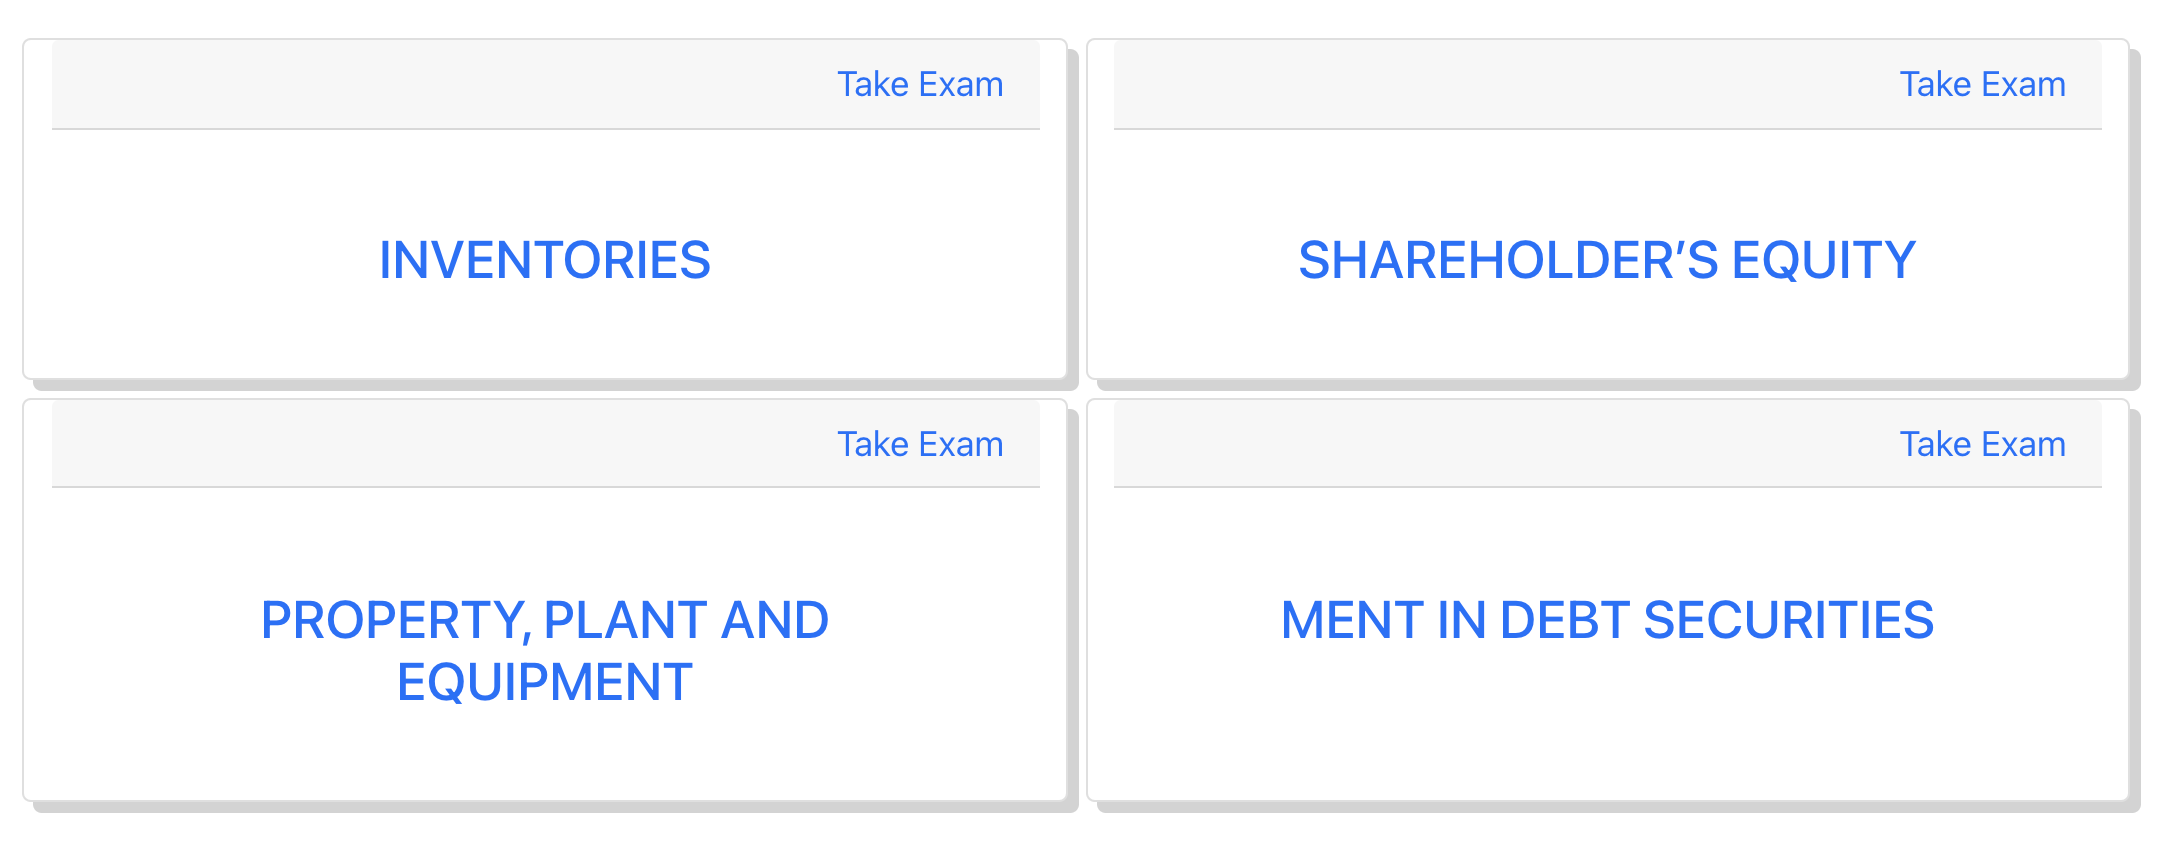 Take Exam
INVENTORIES
Take Exam
SHAREHOLDER’S EQUITY
Take Exam
PROPERTY, PLANT AND
EQUIPMENT
Take Exam
MENT IN DEBT SECURITIES